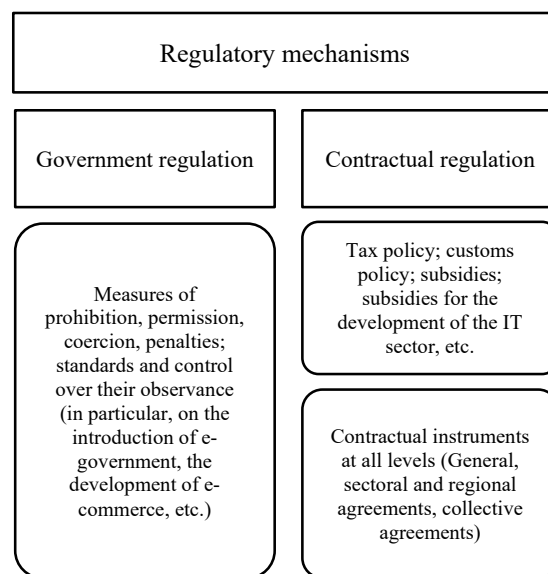 Regulatory mechanisms
Government regulation
Contractual regulation
Measures of
prohibition, permission,
coercion, penalties;
standards and control
over their observance
(in particular, on the
introduction of e-
government, the
development of e-
commerce, etc.)
Tax policy; customs
policy; subsidies;
subsidies for the
development of the IT
sector, etc.
Contractual instruments
at all levels (General,
sectoral and regional
agreements, collective
agreements)